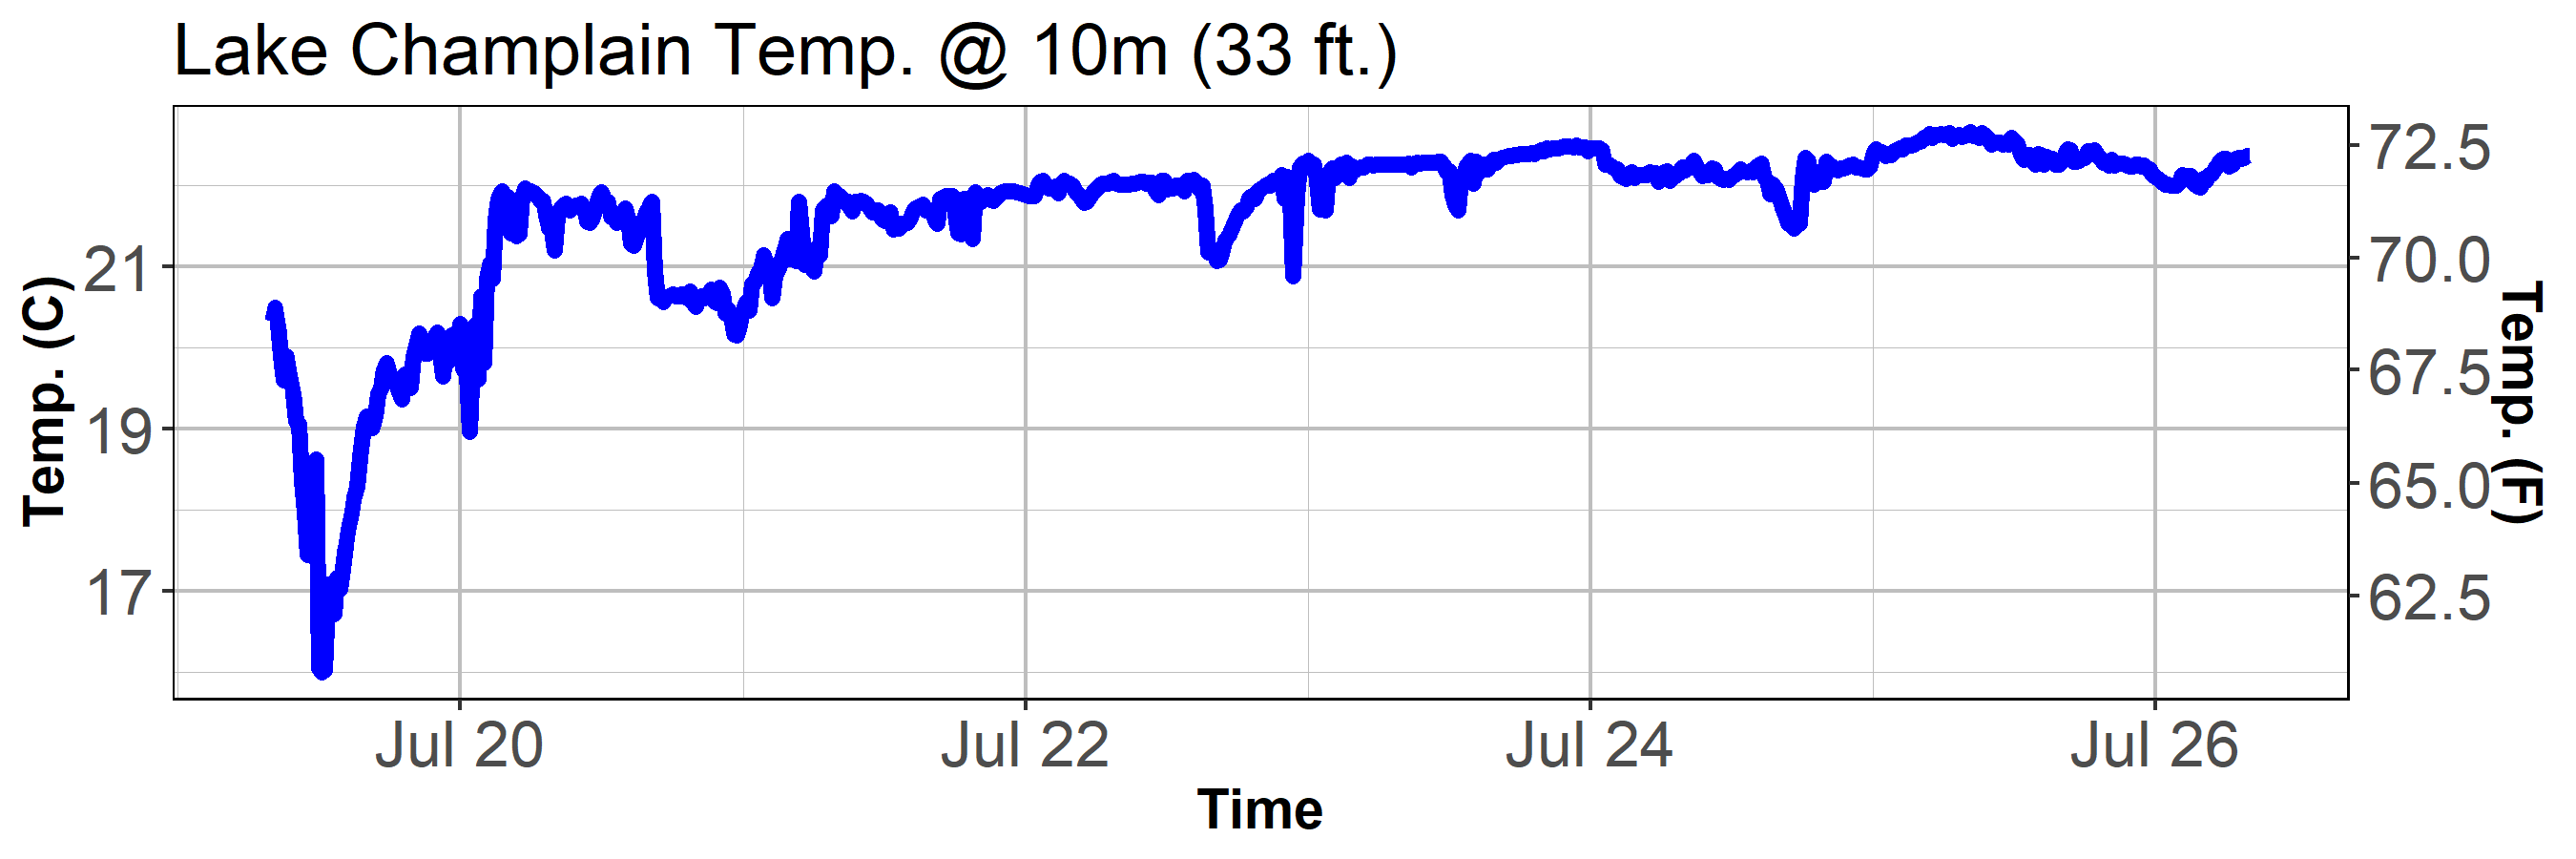 Lake Champlain Temp. @ 10m (33 ft.)
Temp. (C)
21
19
17
72.5
70.0
67.5
65.0
62.5
Temp. (F)
Jul 20
Jul 22
Jul 24
Jul 26
Time